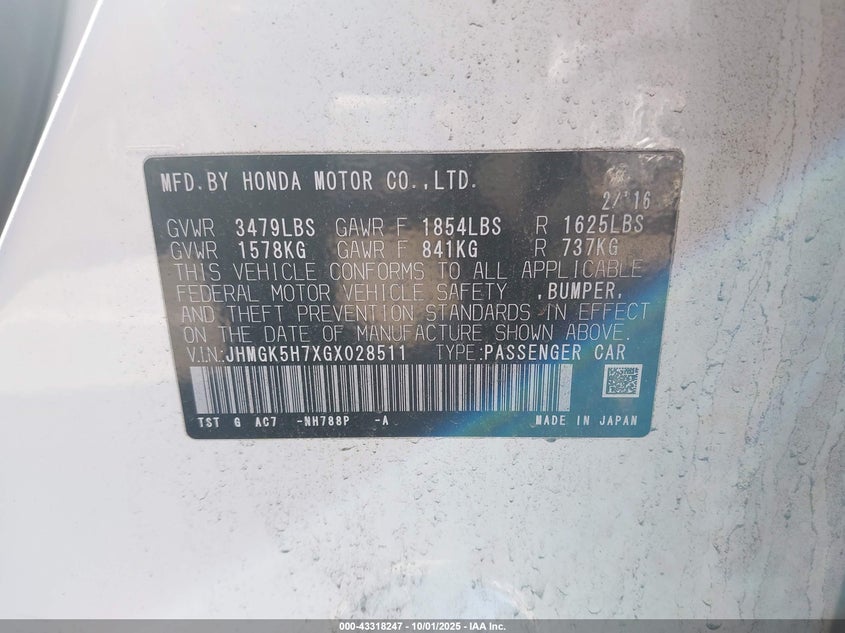 MFD.BY HONDA MOTOR CO.,LTD.
2/'16
GVWR 3479LBS GAWR F 1854LBS R 1625LBS
GVWR 1578KG GAWR F 841KG R 737KG
THIS VEHICLE CONFORMS TO ALL APPLICABLE
FEDERAL MOTOR VEHICLE SAFETY ,BUMPER,
AND THEFT PREVENTION STANDARDS IN EFFECT
ON THE DATE OF MANUFACTURE SHOWN ABOVE.
V.I.N:JHMGK5H7XGX028511 TYPE:PASSENGER CAR
TST G AC7 -NH788P -A MADE IN JAPAN
000-43318247 - 10/01/2025 - IAA Inc.